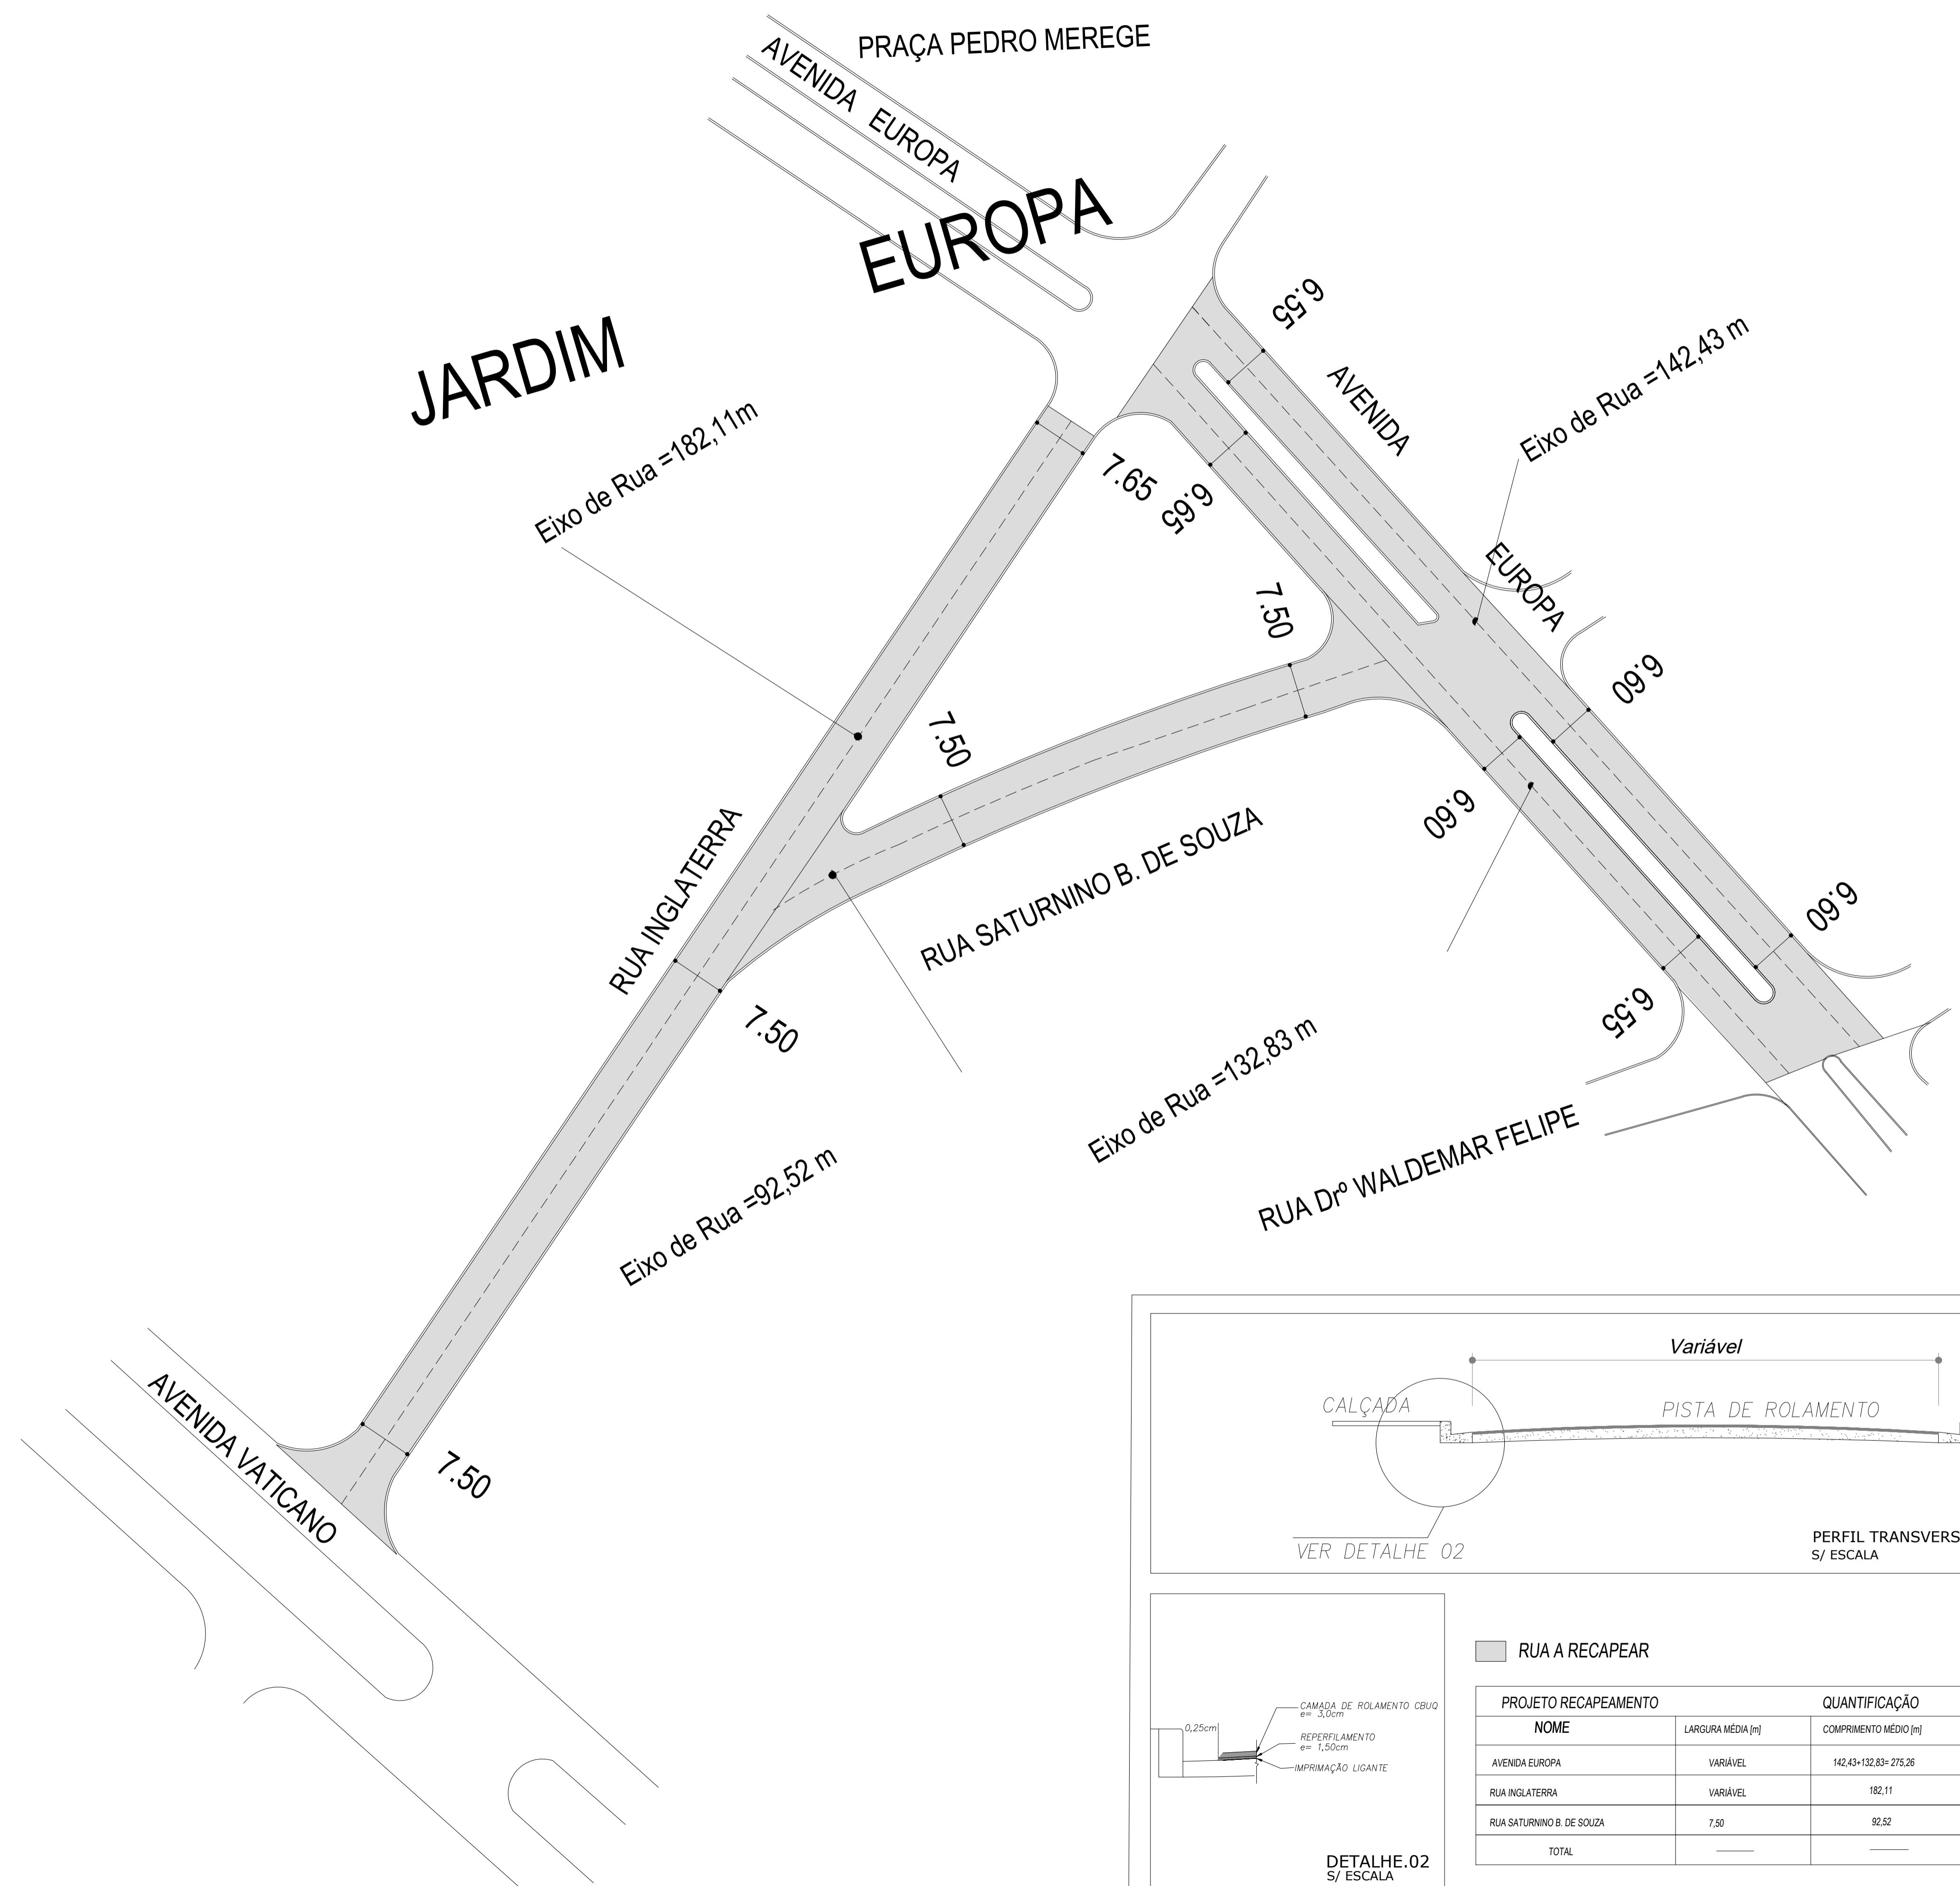 PRAÇA PEDRO MEREGE
AVENIDA EUROPA
JARDIM EUROPA
6.55
AVENIDA EUROPA
Eixo de Rua =142,43 m
Eixo de Rua =182,11m
7.65
6.65
7.50
7.50
6.60
6.60
6.60
6.55
RUA INGLATERRA
RUA SATURNINO B. DE SOUZA
7.50
Eixo de Rua =132,83 m
Eixo de Rua =92,52 m
RUA Drº WALDEMAR FELIPE
AVENIDA VATICANO
7.50
Variável
CALÇADA
PISTA DE ROLAMENTO
VER DETALHE 02
PERFIL TRANSVERS
S/ ESCALA
RUA A RECAPEAR
0,25cm
CAMADA DE ROLAMENTO CBUQ
e= 3,0cm
REPERFILAMENTO
e= 1,50cm
IMPRIMAÇÃO LIGANTE
DETALHE.02
S/ ESCALA
PROJETO RECAPEAMENTO QUANTIFICAÇÃO
NOME LARGURA MÉDIA [m] COMPRIMENTO MÉDIO [m]
AVENIDA EUROPA VARIÁVEL 142,43+132,83= 275,26
RUA INGLATERRA VARIÁVEL 182,11
RUA SATURNINO B. DE SOUZA 7,50 92,52
TOTAL